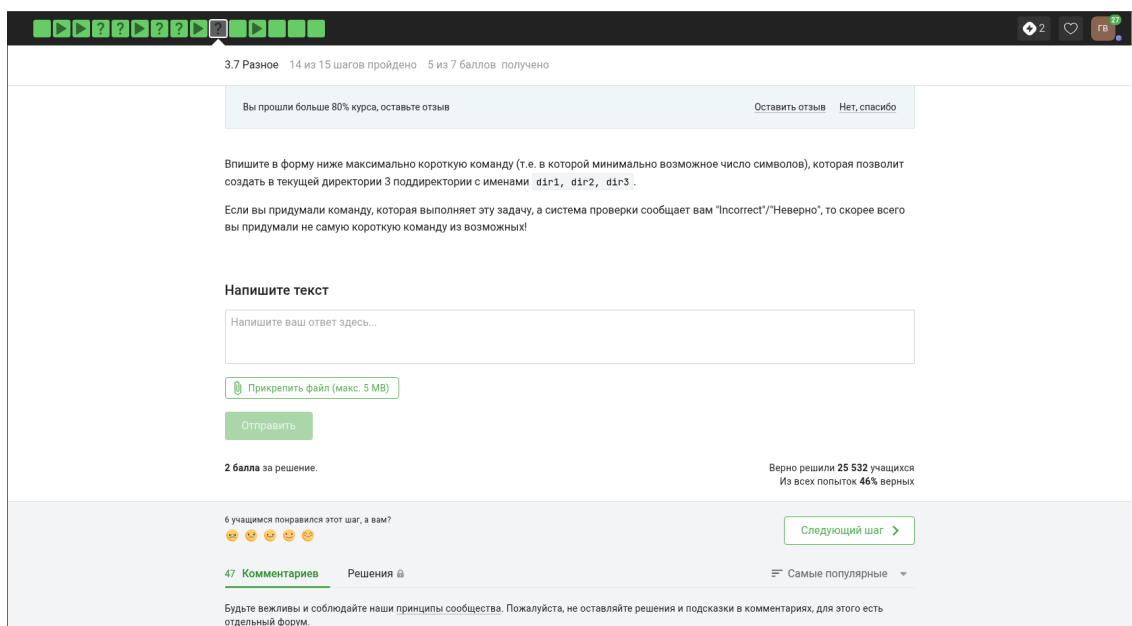 ? ? ? ? ?
2
ГВ
27
3.7 Разное 14 из 15 шагов пройдено 5 из 7 баллов получено
Вы прошли больше 80% курса, оставьте отзыв Оставить отзыв Нет, спасибо
Впишите в форму ниже максимально короткую команду (т.е. в которой минимально возможное число символов), которая позволит
создать в текущей директории 3 поддиректории с именами dir1, dir2, dir3 .
Если вы придумали команду, которая выполняет эту задачу, а система проверки сообщает вам "Incorrect"/"Неверно", то скорее всего
вы придумали не самую короткую команду из возможных!
Напишите текст
Напишите ваш ответ здесь...
Прикрепить файл (макс. 5 MB)
Отправить
2 балла за решение.
Верно решили 25 532 учащихся
Из всех попыток 46% верных
6 учащимся понравился этот шаг, а вам?
Следующий шаг
47 Комментариев Решения Самые популярные
Будьте вежливы и соблюдайте наши принципы сообщества. Пожалуйста, не оставляйте решения и подсказки в комментариях, для этого есть
отдельный форум.